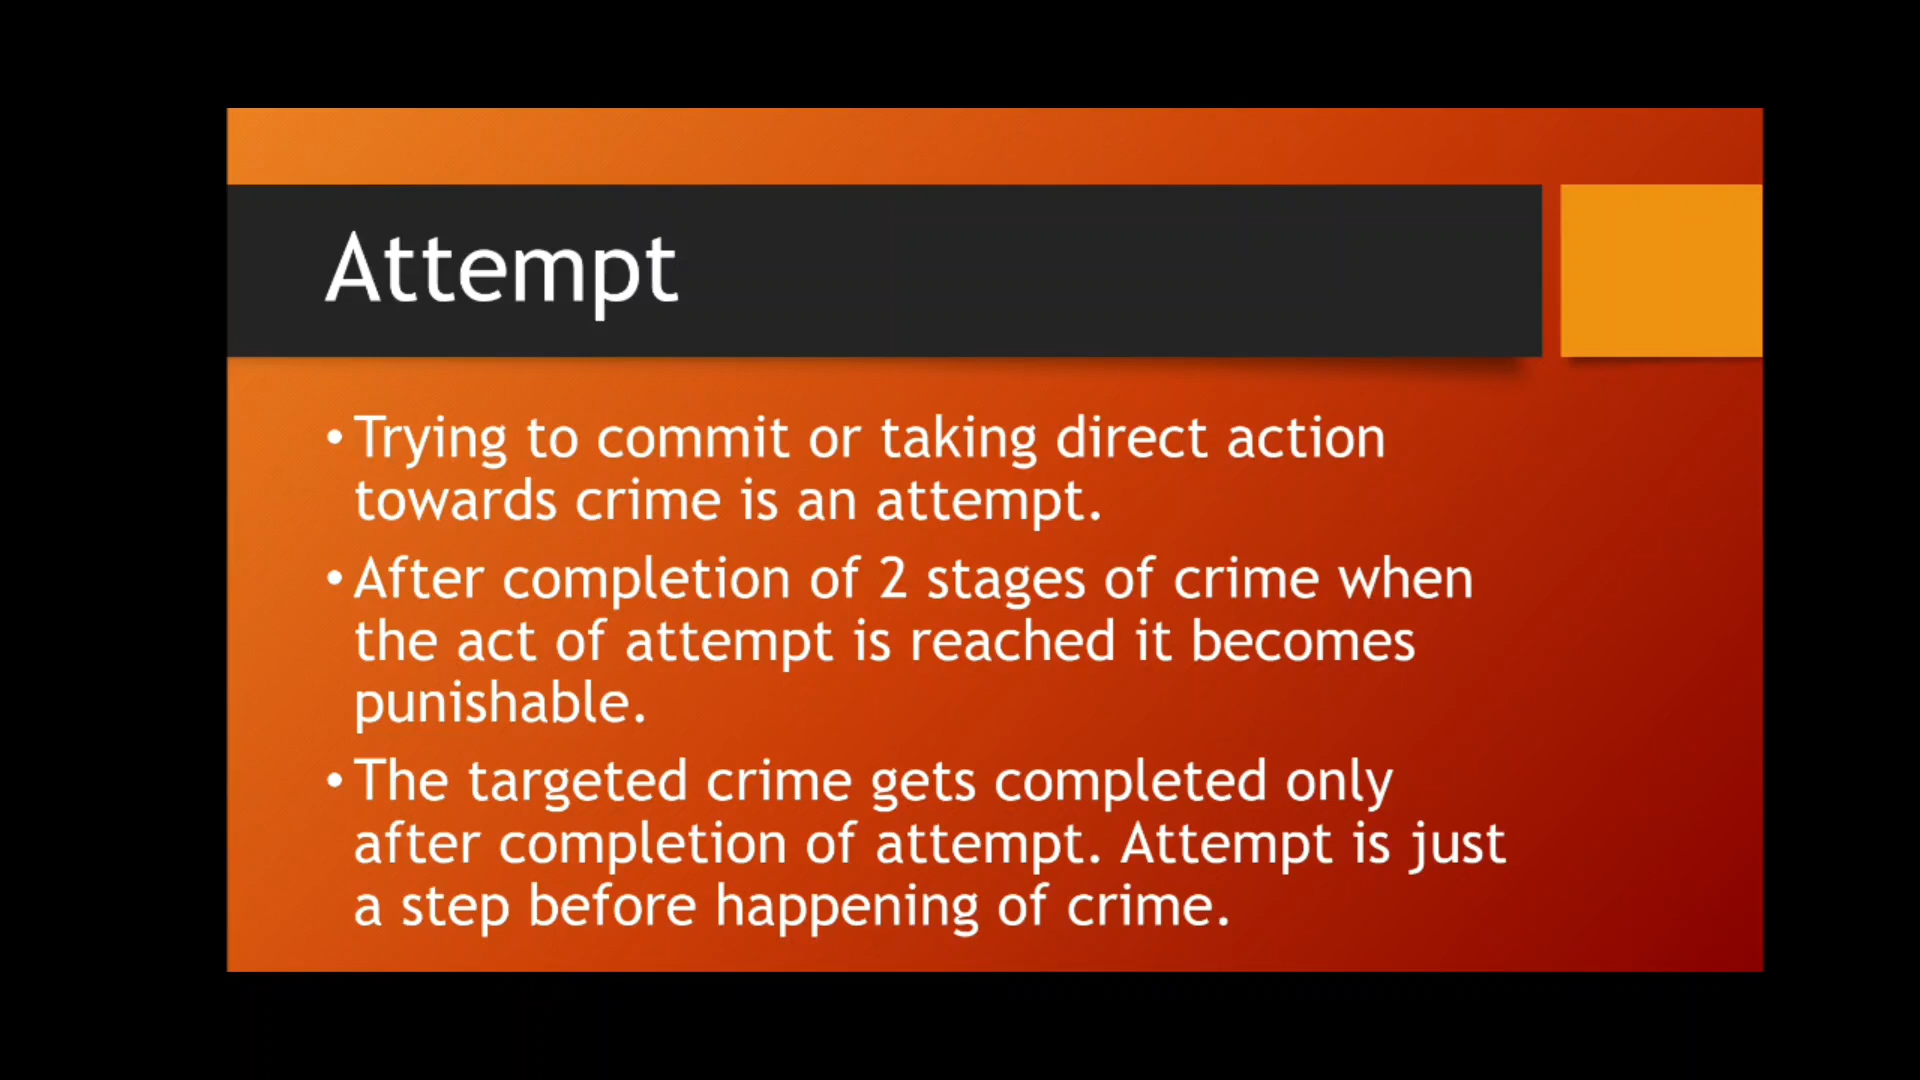 Attempt
•Trying to commit or taking direct action
towards crime is an attempt.
•After completion of 2 stages of crime when
the act of attempt is reached it becomes
punishable.
•The targeted crime gets completed only
after completion of attempt. Attempt is just
a step before happening of crime.